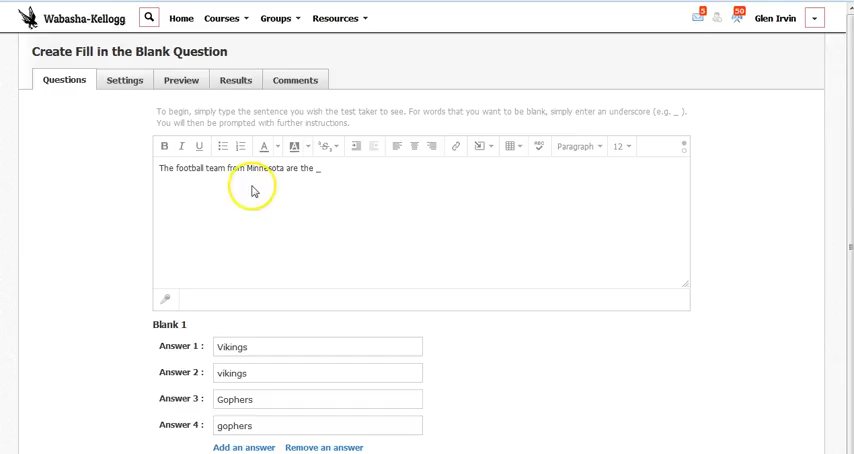 Wabasha-Kellogg Home Courses Groups Resources 5 50 Glen Irvin
Create Fill in the Blank Question
Questions Settings Preview Results Comments
To begin, simply type the sentence you wish the test taker to see. For words that you want to be blank, simply enter an underscore (e.g. _ ).
You will then be prompted with further instructions.
B I U A A S ABC Paragraph 12
The football team from Minnesota are the _
Blank 1
Answer 1 : Vikings
Answer 2 : vikings
Answer 3 : Gophers
Answer 4 : gophers
Add an answer Remove an answer